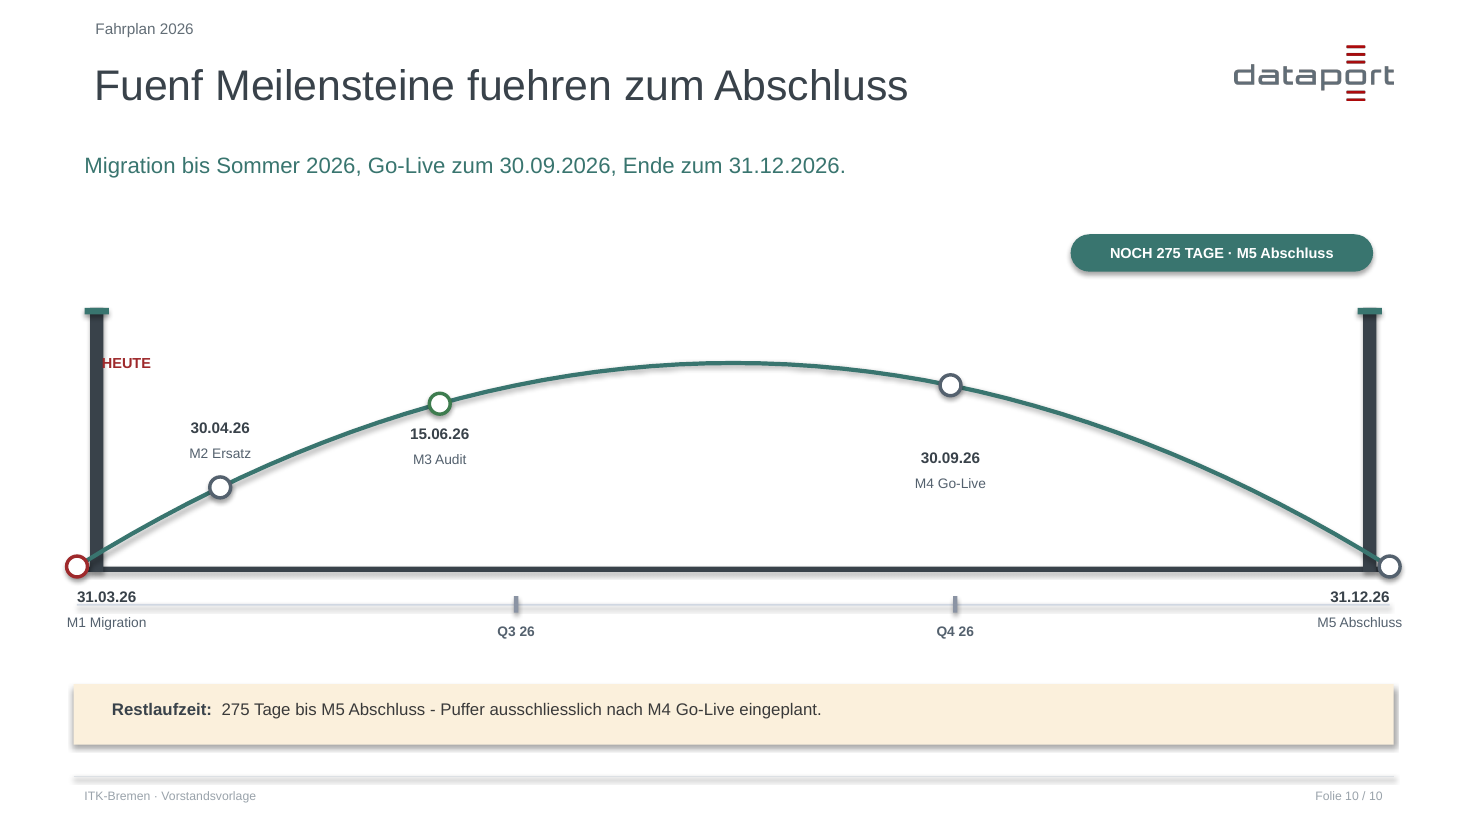 Fahrplan 2026
Fuenf Meilensteine fuehren zum Abschluss
dataport
Migration bis Sommer 2026, Go-Live zum 30.09.2026, Ende zum 31.12.2026.
NOCH 275 TAGE · M5 Abschluss
HEUTE
30.04.26
M2 Ersatz
15.06.26
M3 Audit
30.09.26
M4 Go-Live
31.03.26
M1 Migration
31.12.26
M5 Abschluss
Q3 26
Q4 26
Restlaufzeit: 275 Tage bis M5 Abschluss - Puffer ausschliesslich nach M4 Go-Live eingeplant.
ITK-Bremen · Vorstandsvorlage
Folie 10 / 10